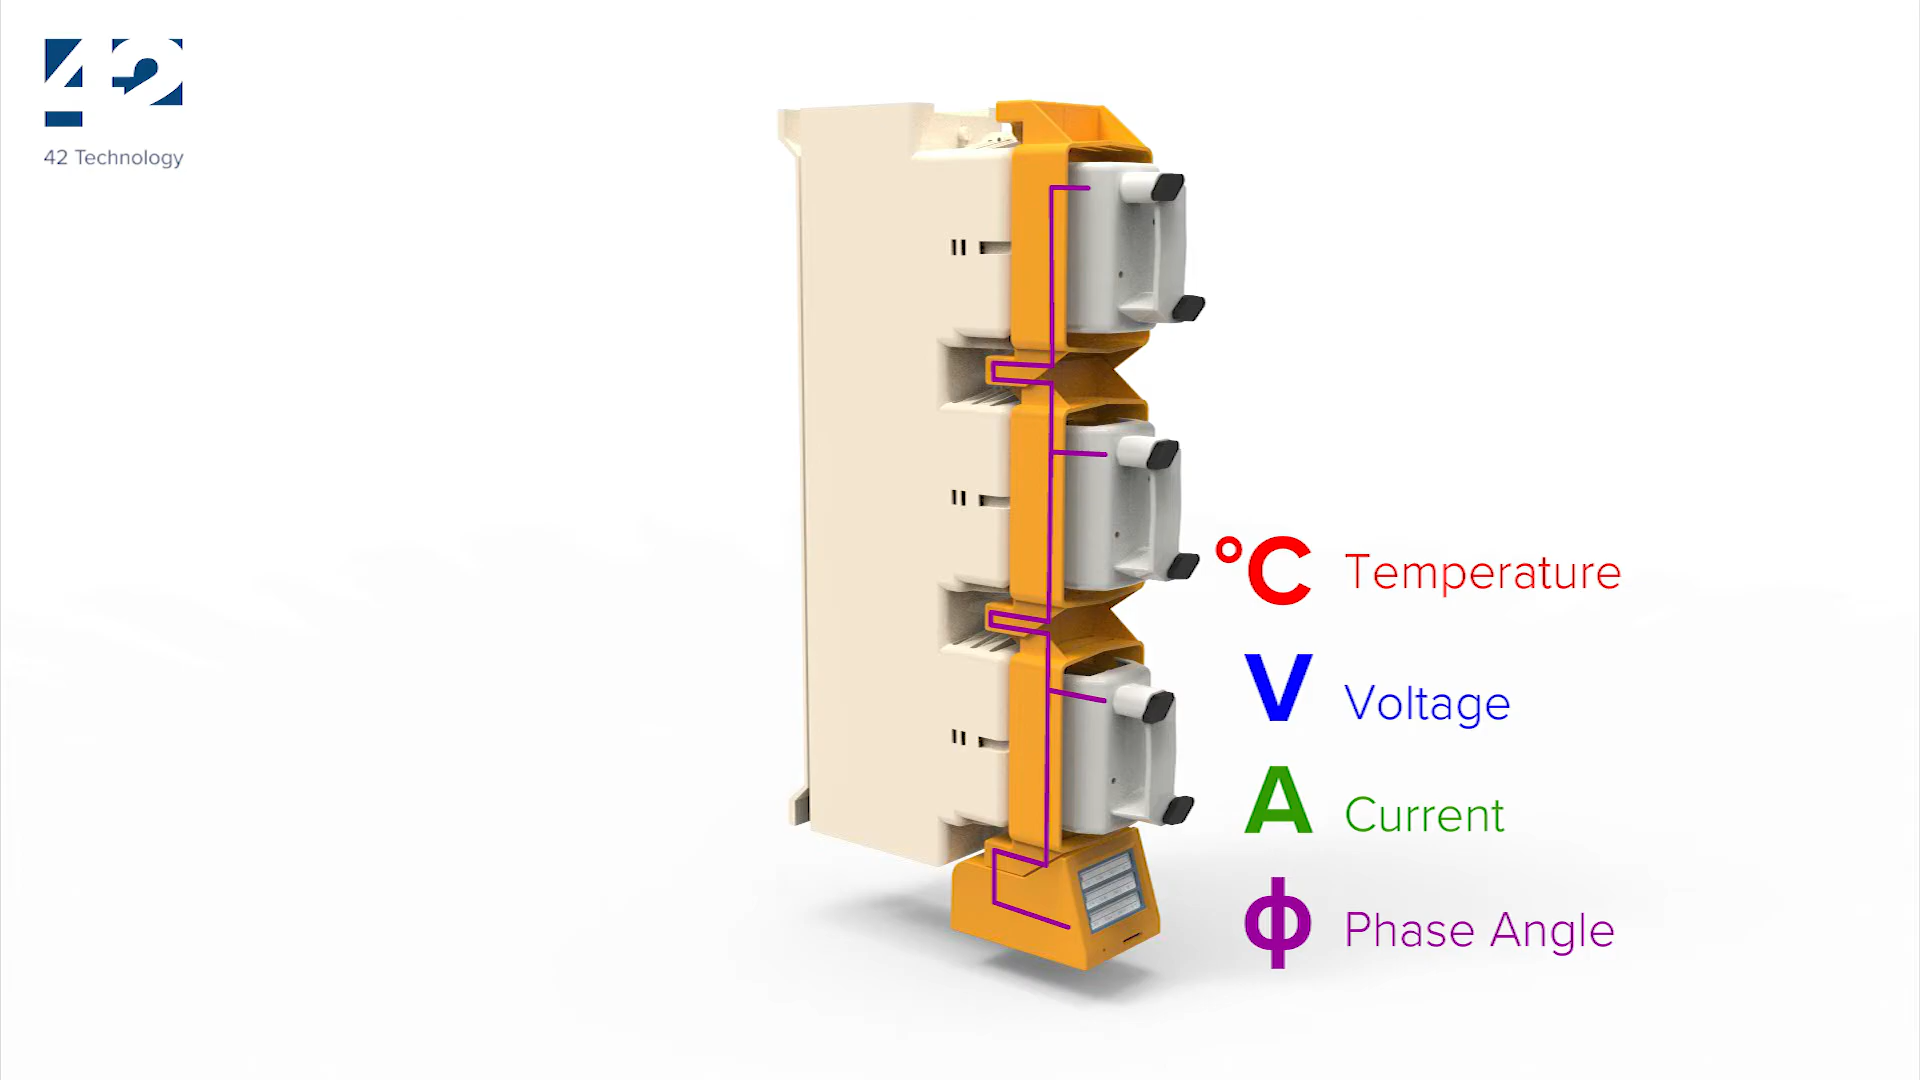 42
42 Technology
°C Temperature
V Voltage
A Current
ϕ Phase Angle